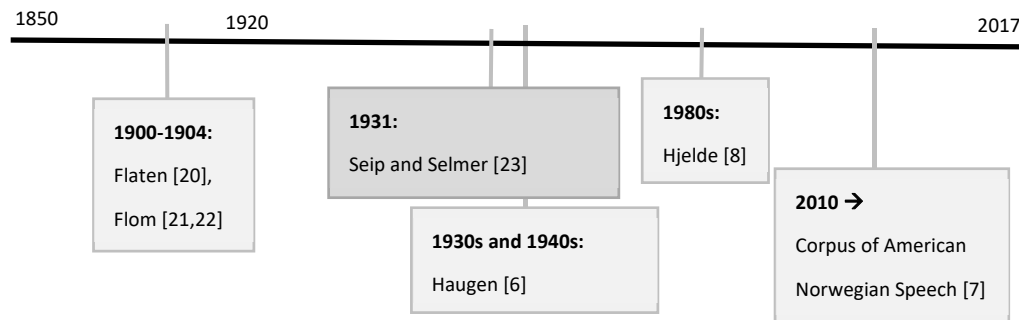 1850
1920
2017
1900-1904:
Flaten [20],
Flom [21,22]
1931:
Seip and Selmer [23]
1930s and 1940s:
Haugen [6]
1980s:
Hjelde [8]
2010 →
Corpus of American
Norwegian Speech [7]